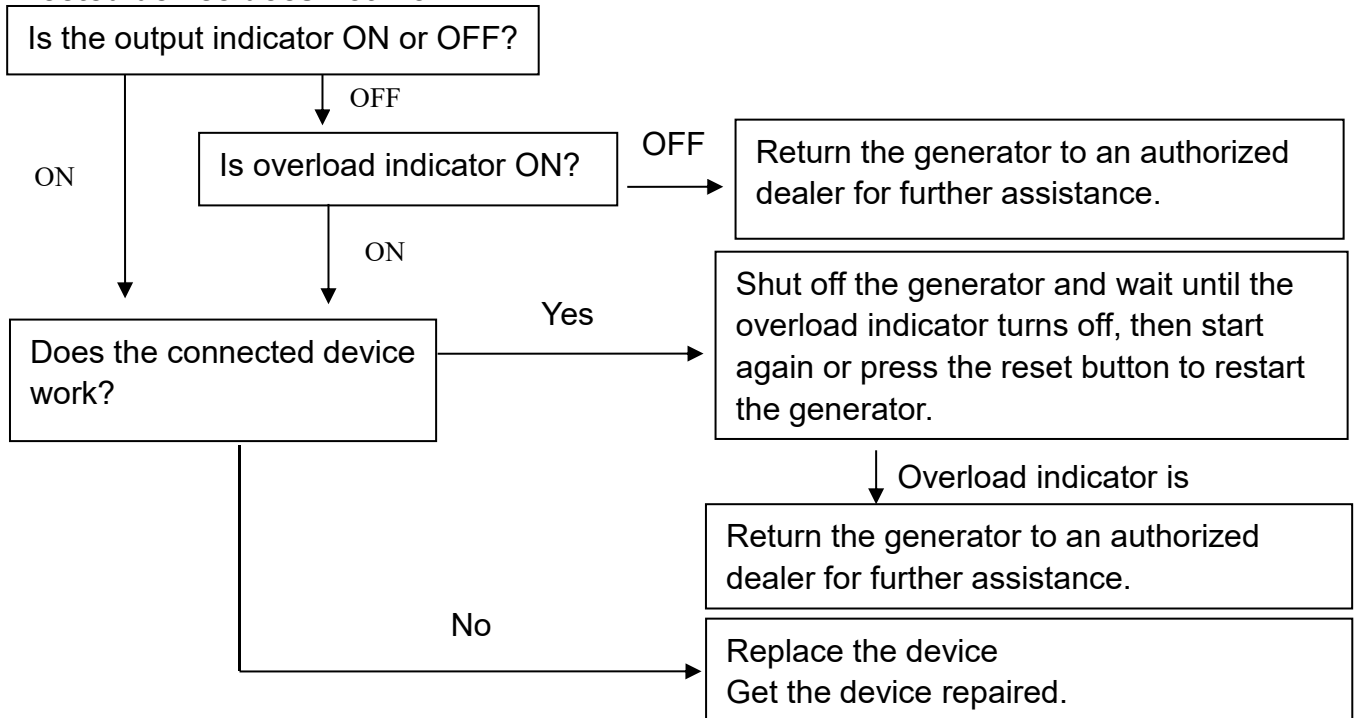 Is the output indicator ON or OFF?
OFF
ON
Is overload indicator ON?
OFF
Return the generator to an authorized
dealer for further assistance.
ON
Does the connected device
work?
Yes
Shut off the generator and wait until the
overload indicator turns off, then start
again or press the reset button to restart
the generator.
Overload indicator is
Return the generator to an authorized
dealer for further assistance.
No
Replace the device
Get the device repaired.